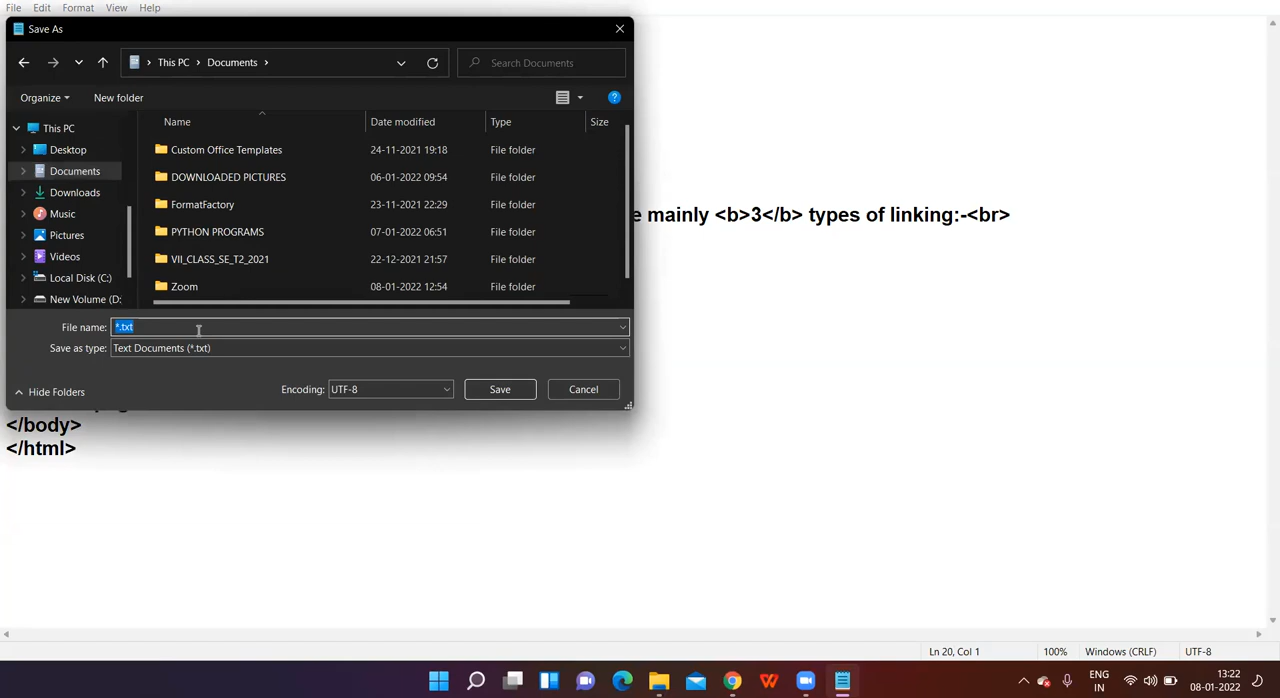 File Edit Format View Help
Save As
This PC > Documents >
Search Documents
Organize New folder
Name Date modified Type Size
This PC
Desktop
Documents
Downloads
Music
Pictures
Videos
Local Disk (C:)
New Volume (D:
Custom Office Templates 24-11-2021 19:18 File folder
DOWNLOADED PICTURES 06-01-2022 09:54 File folder
FormatFactory 23-11-2021 22:29 File folder
PYTHON PROGRAMS 07-01-2022 06:51 File folder
VII_CLASS_SE_T2_2021 22-12-2021 21:57 File folder
Zoom 08-01-2022 12:54 File folder
File name: *.txt
Save as type: Text Documents (*.txt)
Hide Folders Encoding: UTF-8 Save Cancel
e mainly <b>3</b> types of linking:-<br>
</body>
</html>
Ln 20, Col 1 100% Windows (CRLF) UTF-8
ENG
IN
13:22
08-01-2022